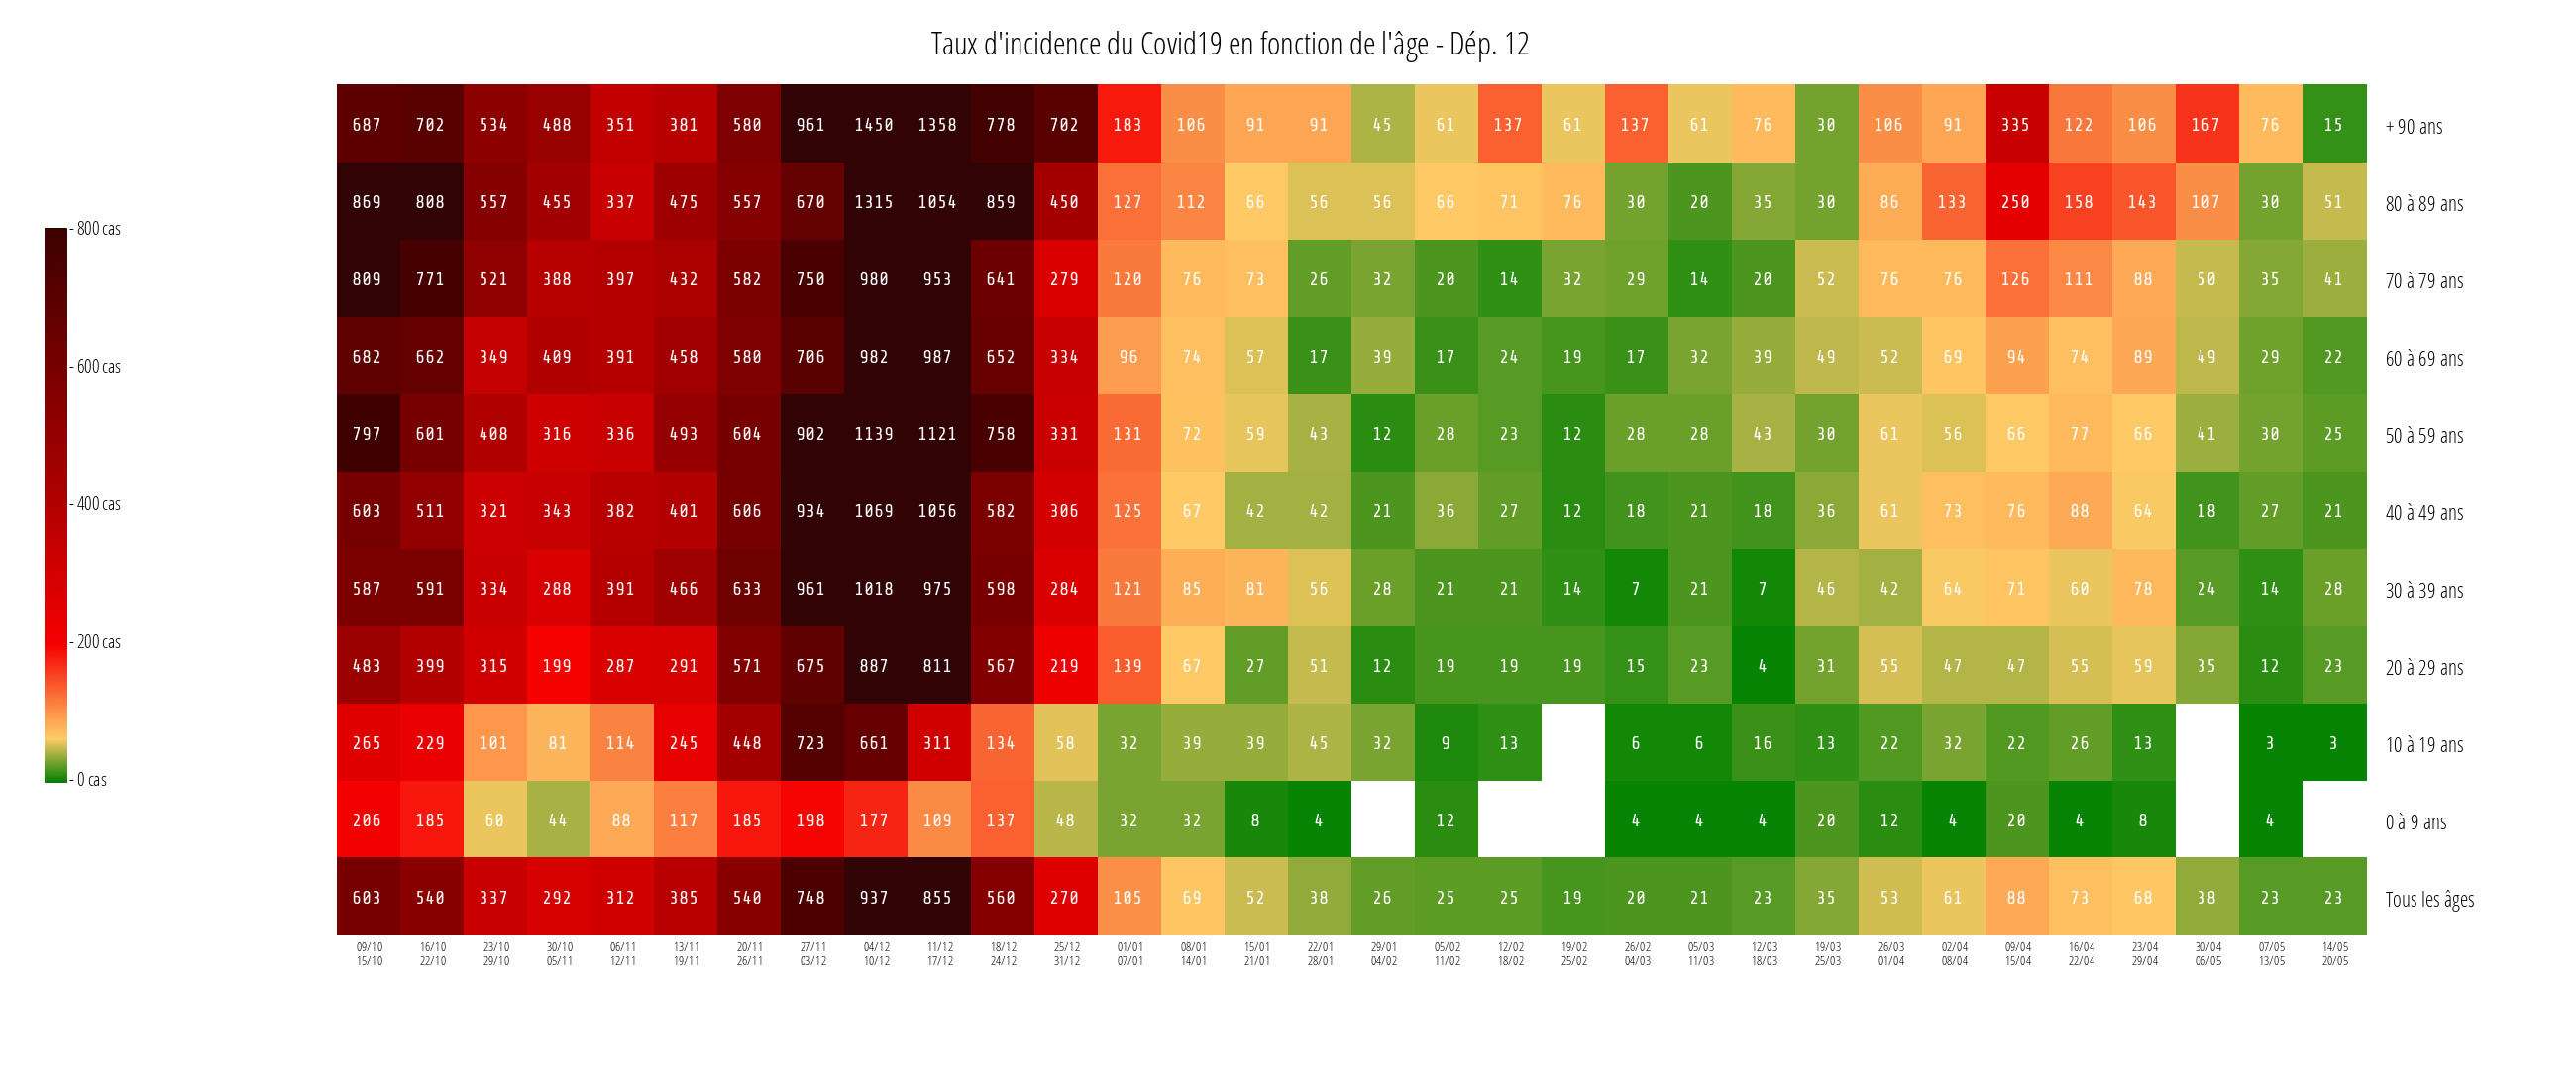 Taux d'incidence du Covid19 en fonction de l'âge - Dép. 12
- 800 cas
- 600 cas
- 400 cas
- 200 cas
- 0 cas
687 702 534 488 351 381 580 961 1450 1358 778 702 183 106 91 91 45 61 137 61 137 61 76 30 106 91 335 122 106 167 76 15 + 90 ans
869 808 557 455 337 475 557 670 1315 1054 859 450 127 112 66 56 56 66 71 76 30 20 35 30 86 133 250 158 143 107 30 51 80 à 89 ans
809 771 521 388 397 432 582 750 980 953 641 279 120 76 73 26 32 20 14 32 29 14 20 52 76 76 126 111 88 50 35 41 70 à 79 ans
682 662 349 409 391 458 580 706 982 987 652 334 96 74 57 17 39 17 24 19 17 32 39 49 52 69 94 74 89 49 29 22 60 à 69 ans
797 601 408 316 336 493 604 902 1139 1121 758 331 131 72 59 43 12 28 23 12 28 28 43 30 61 56 66 77 66 41 30 25 50 à 59 ans
603 511 321 343 382 401 606 934 1069 1056 582 306 125 67 42 42 21 36 27 12 18 21 18 36 61 73 76 88 64 18 27 21 40 à 49 ans
587 591 334 288 391 466 633 961 1018 975 598 284 121 85 81 56 28 21 21 14 7 21 7 46 42 64 71 60 78 24 14 28 30 à 39 ans
483 399 315 199 287 291 571 675 887 811 567 219 139 67 27 51 12 19 19 19 15 23 4 31 55 47 47 55 59 35 12 23 20 à 29 ans
265 229 101 81 114 245 448 723 661 311 134 58 32 39 39 45 32 9 13 6 6 16 13 22 32 22 26 13 3 3 10 à 19 ans
206 185 60 44 88 117 185 198 177 109 137 48 32 32 8 4 12 4 4 4 20 12 4 20 4 8 4 0 à 9 ans
603 540 337 292 312 385 540 748 937 855 560 270 105 69 52 38 26 25 25 19 20 21 23 35 53 61 88 73 68 38 23 23 Tous les âges
09/10 16/10 23/10 30/10 06/11 13/11 20/11 27/11 04/12 11/12 18/12 25/12 01/01 08/01 15/01 22/01 29/01 05/02 12/02 19/02 26/02 05/03 12/03 19/03 26/03 02/04 09/04 16/04 23/04 30/04 07/05 14/05
15/10 22/10 29/10 05/11 12/11 19/11 26/11 03/12 10/12 17/12 24/12 31/12 07/01 14/01 21/01 28/01 04/02 11/02 18/02 25/02 04/03 11/03 18/03 25/03 01/04 08/04 15/04 22/04 29/04 06/05 13/05 20/05